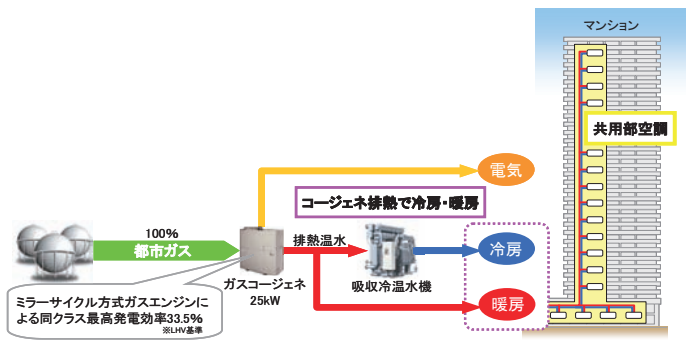 マンション
共用部空調
電気
コージェネ排熱で冷房・暖房
100%
都市ガス
排熱温水
冷房
ガスコージェネ
25kW
吸収冷温水機
暖房
ミラーサイクル方式ガスエンジンに
よる同クラス最高発電効率33.5%
※LHV基準